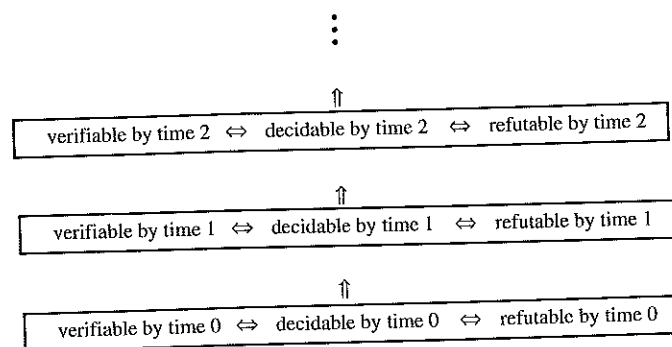 ⋮
⇑
verifiable by time 2 ⇔ decidable by time 2 ⇔ refutable by time 2
⇑
verifiable by time 1 ⇔ decidable by time 1 ⇔ refutable by time 1
⇑
verifiable by time 0 ⇔ decidable by time 0 ⇔ refutable by time 0